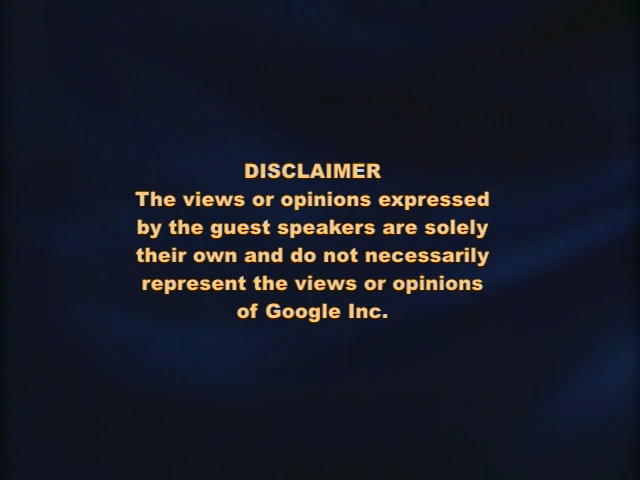 DISCLAIMER
The views or opinions expressed
by the guest speakers are solely
their own and do not necessarily
represent the views or opinions
of Google Inc.